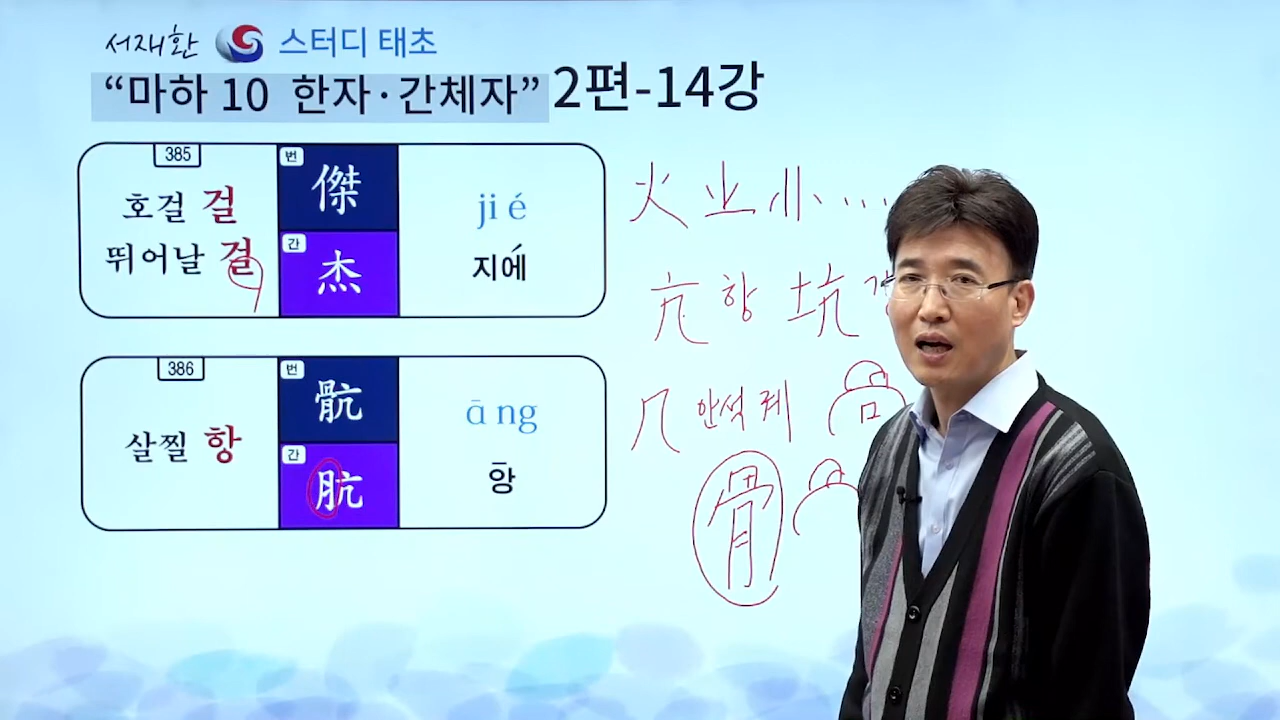 서재환 스터디 태초
“마하 10 한자·간체자” 2편-14강
385
호걸 걸
뛰어날 걸
번 傑
간 杰
jié
지에́
386
살찔 항
번 骯
간 肮
āng
앙̄
火 业 小 ...
亢 항 土 坑
几 안석 궤
骨